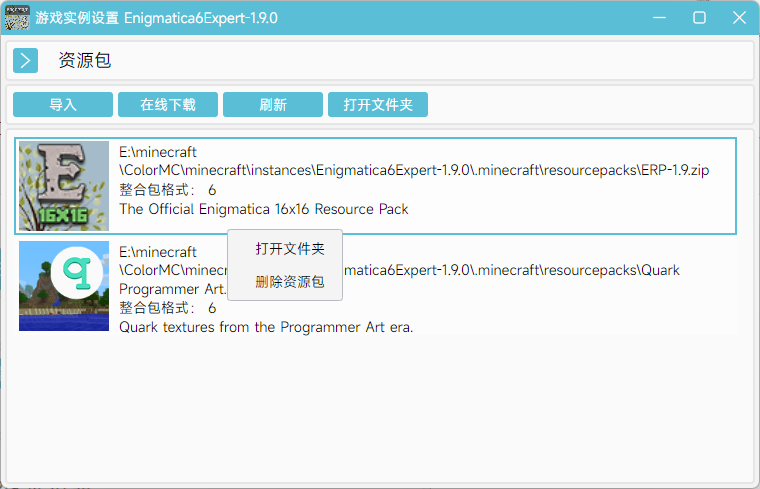 游戏实例设置 Enigmatica6Expert-1.9.0
资源包
导入
在线下载
刷新
打开文件夹
E
16X16
E:\minecraft
\ColorMC\minecraft\instances\Enigmatica6Expert-1.9.0\.minecraft\resourcepacks\ERP-1.9.zip
整合包格式： 6
The Official Enigmatica 16x16 Resource Pack
打开文件夹
删除资源包
q
E:\minecraft
\ColorMC\minec matica6Expert-1.9.0\.minecraft\resourcepacks\Quark
Programmer Art.
整合包格式： 6
Quark textures from the Programmer Art era.